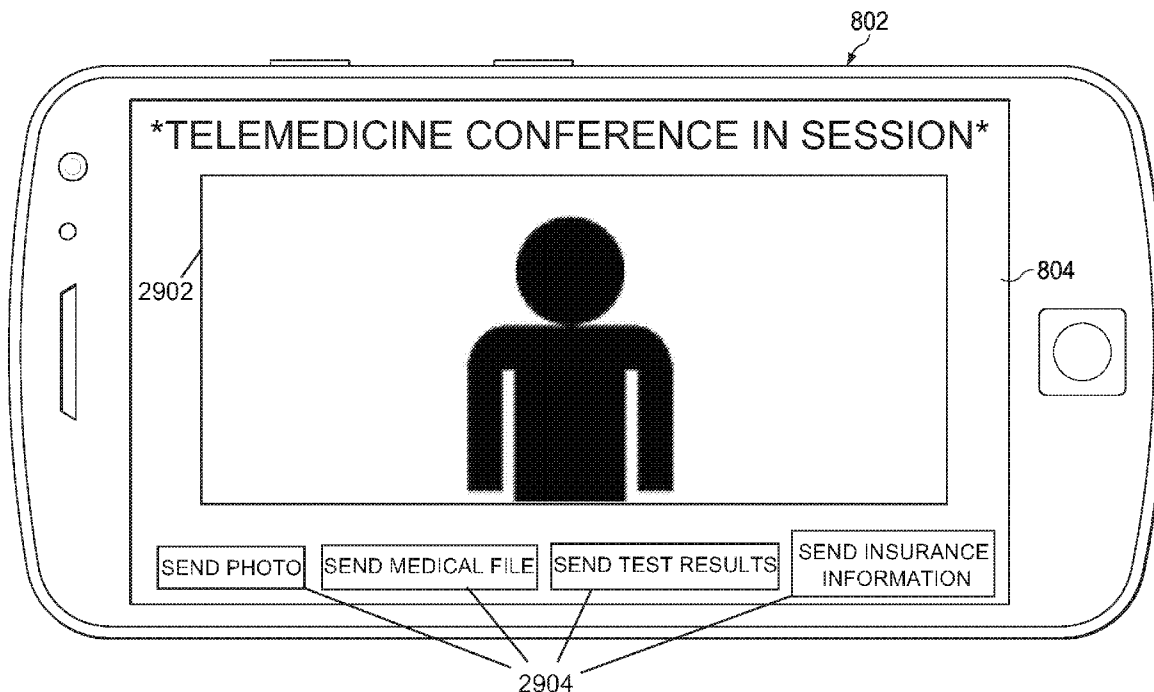 802
*TELEMEDICINE CONFERENCE IN SESSION*
2902
804
SEND PHOTO
SEND MEDICAL FILE
SEND TEST RESULTS
SEND INSURANCE
INFORMATION
2904